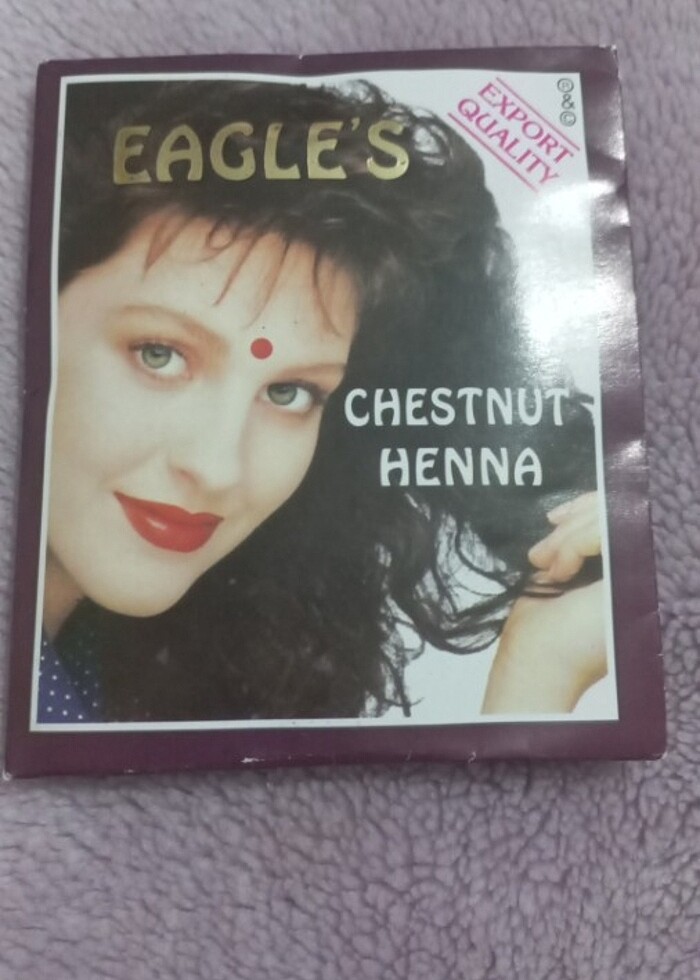 EAGLE'S
EXPORT
QUALITY
CHESTNUT
HENNA